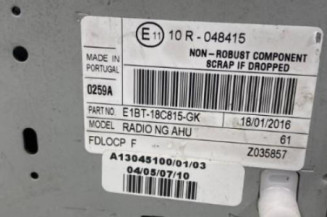 E11 10 R - 048415
NON - ROBUST COMPONENT
SCRAP IF DROPPED
MADE IN
PORTUGAL
0259A
PART NO. E1BT-18C815-GK 18/01/2016
MODEL RADIO NG AHU 61
FDLOCP F Z035857
A13045100/01/03
04/05/07/10